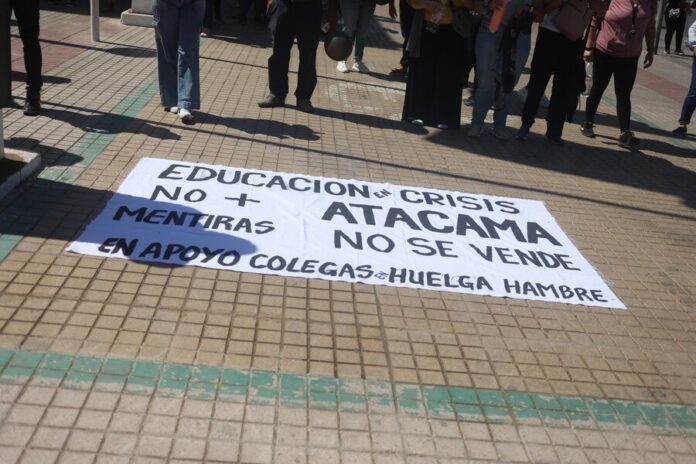 EDUCACION EN CRISIS
NO + MENTIRAS
ATACAMA
NO SE VENDE
EN APOYO COLEGAS EN HUELGA HAMBRE